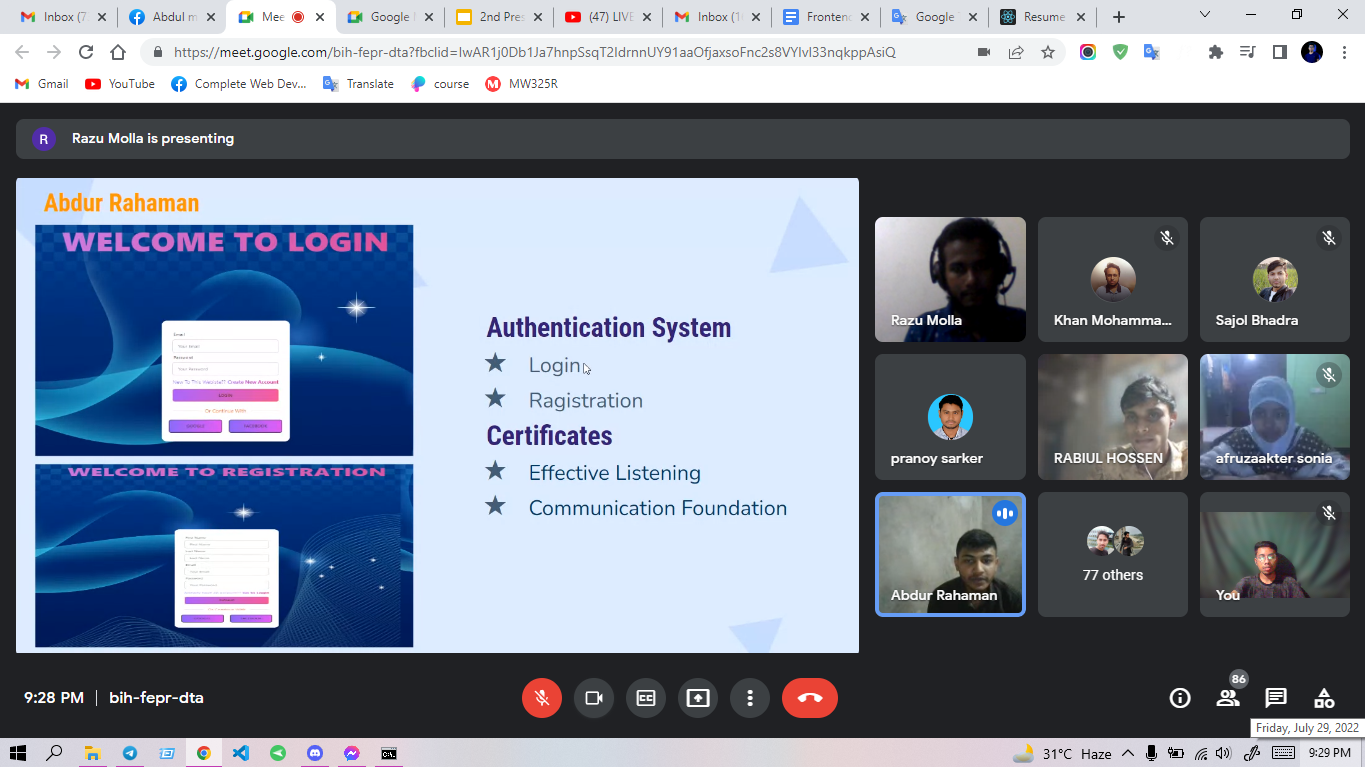 Inbox (7
Abdul m
Mee
Google
2nd Pres
(47) LIVE
Inbox (1
Frontend
Google
Resume
https://meet.google.com/bih-fepr-dta?fbclid=IwAR1j0Db1Ja7hnpSsqT2IdrnnUY91aaOfjaxsoFnc2s8VYIvI33nqkppAsiQ
Gmail
YouTube
Complete Web Dev...
Translate
course
MW325R
R
Razu Molla is presenting
Abdur Rahaman
WELCOME TO LOGIN
Email
Your Email
Password
Your Password
New To This Website?? Create New Account
LOGIN
Or Continue With
WELCOME TO REGISTRATION
Authentication System
Login
Ragistration
Certificates
Effective Listening
Communication Foundation
Razu Molla
Khan Mohamma...
Sajol Bhadra
pranoy sarker
RABIUL HOSSEN
afruzaakter sonia
Abdur Rahaman
77 others
You
9:28 PM | bih-fepr-dta
86
Friday, July 29, 2022
31°C Haze
9:29 PM